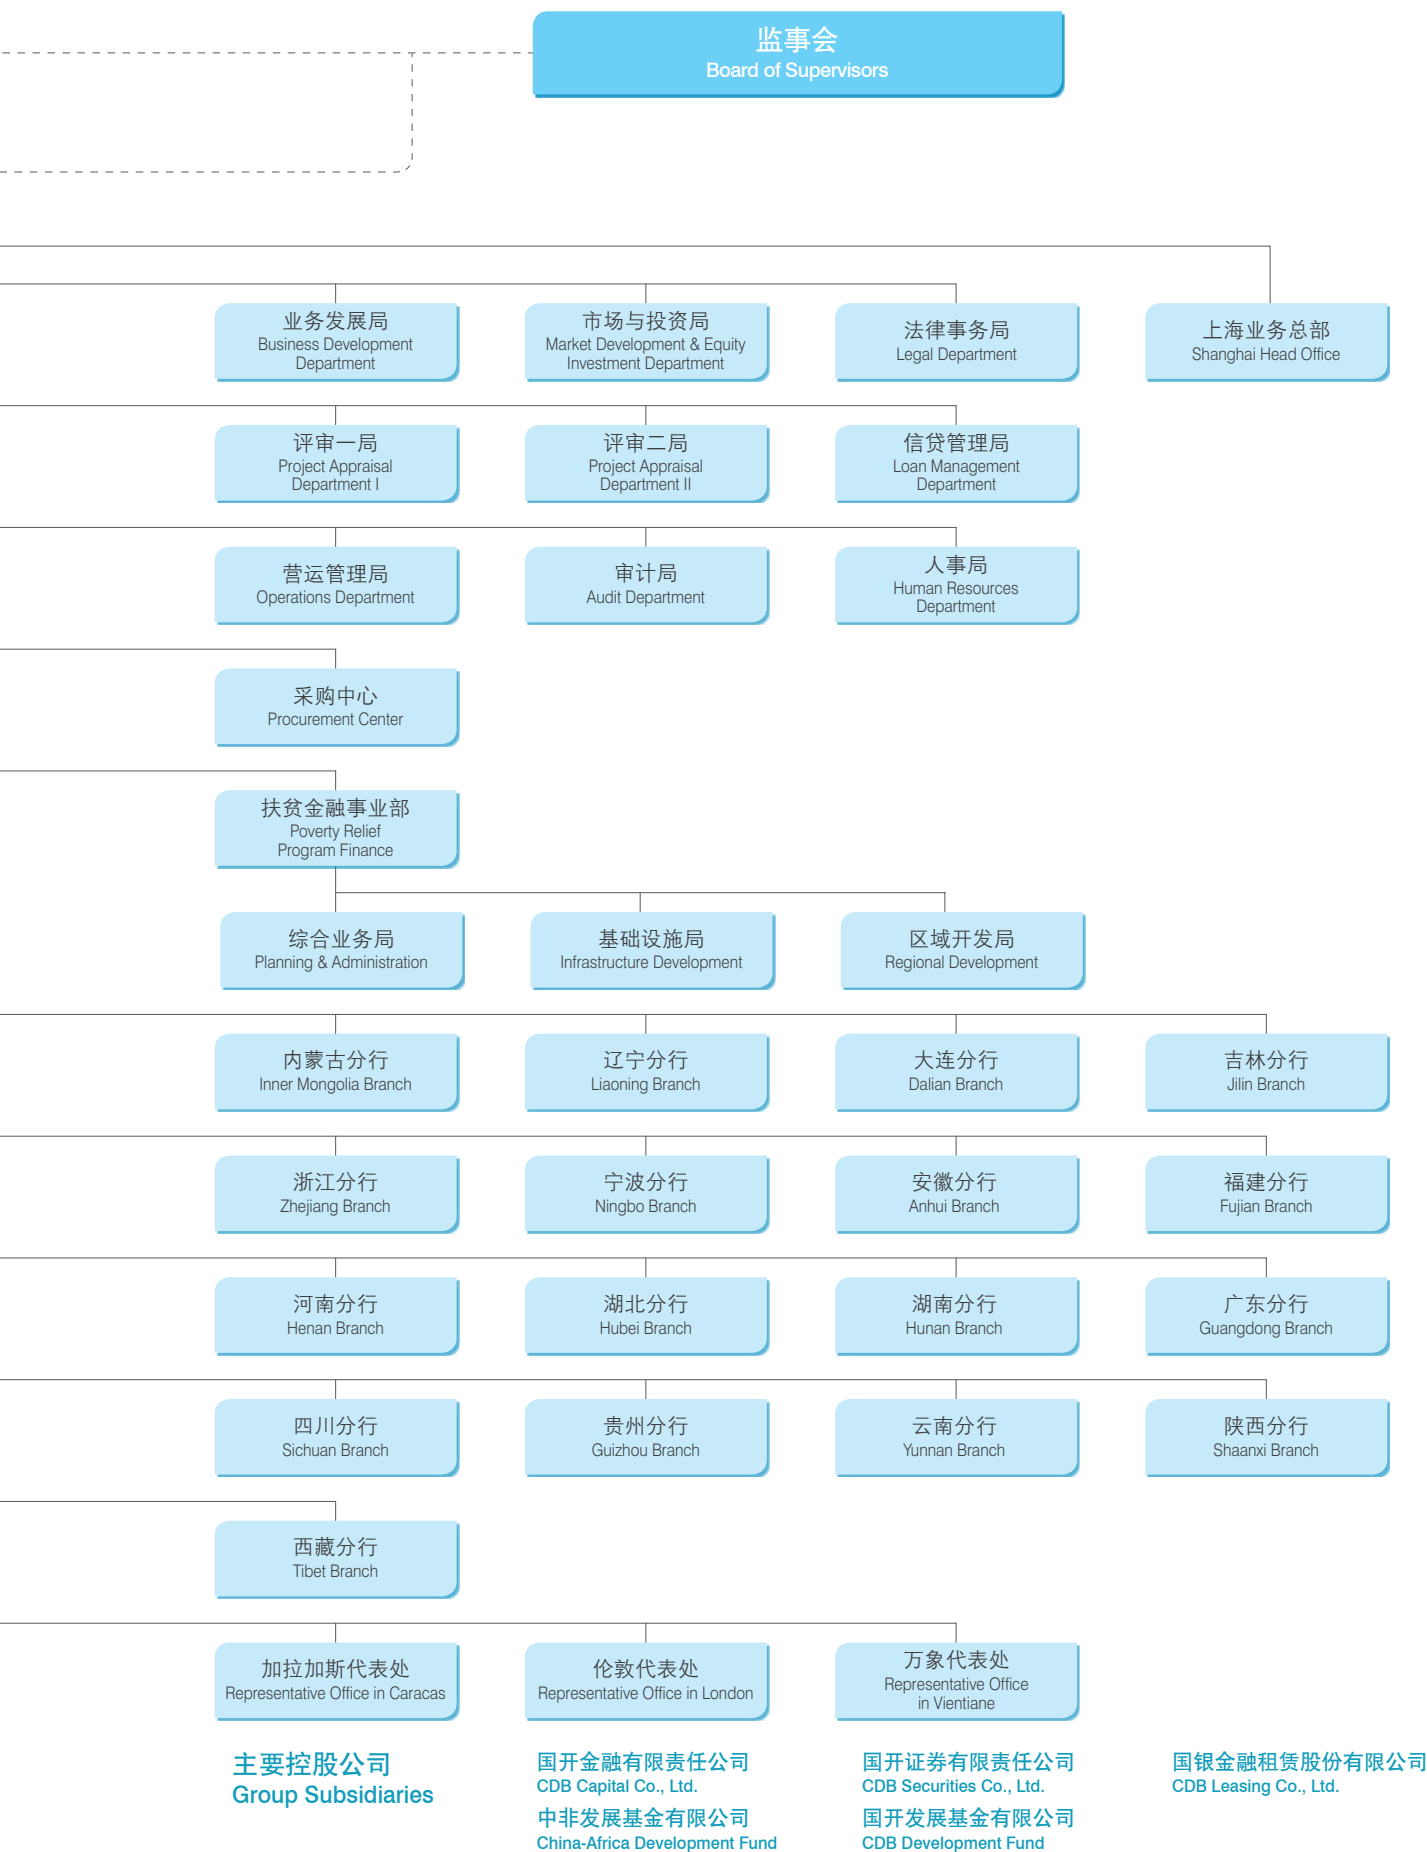 监事会
Board of Supervisors
业务发展局
Business Development
Department
市场与投资局
Market Development & Equity
Investment Department
法律事务局
Legal Department
上海业务总部
Shanghai Head Office
评审一局
Project Appraisal
Department I
评审二局
Project Appraisal
Department II
信贷管理局
Loan Management
Department
营运管理局
Operations Department
审计局
Audit Department
人事局
Human Resources
Department
采购中心
Procurement Center
扶贫金融事业部
Poverty Relief
Program Finance
综合业务局
Planning & Administration
基础设施局
Infrastructure Development
区域开发局
Regional Development
内蒙古分行
Inner Mongolia Branch
辽宁分行
Liaoning Branch
大连分行
Dalian Branch
吉林分行
Jilin Branch
浙江分行
Zhejiang Branch
宁波分行
Ningbo Branch
安徽分行
Anhui Branch
福建分行
Fujian Branch
河南分行
Henan Branch
湖北分行
Hubei Branch
湖南分行
Hunan Branch
广东分行
Guangdong Branch
四川分行
Sichuan Branch
贵州分行
Guizhou Branch
云南分行
Yunnan Branch
陕西分行
Shaanxi Branch
西藏分行
Tibet Branch
加拉加斯代表处
Representative Office in Caracas
伦敦代表处
Representative Office in London
万象代表处
Representative Office
in Vientiane
主要控股公司
Group Subsidiaries
国开金融有限责任公司
CDB Capital Co., Ltd.
国开证券有限责任公司
CDB Securities Co., Ltd.
国银金融租赁股份有限公司
CDB Leasing Co., Ltd.
中非发展基金有限公司
China-Africa Development Fund
国开发展基金有限公司
CDB Development Fund